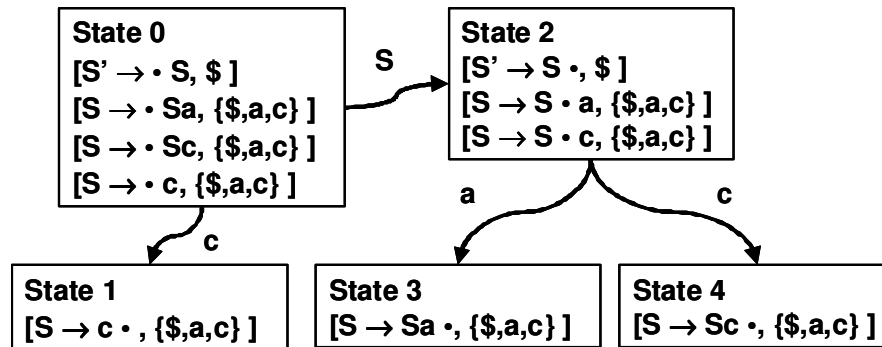 State 0
[S' → • S, $ ]
[S → • Sa, {$,a,c} ]
[S → • Sc, {$,a,c} ]
[S → • c, {$,a,c} ]
S
State 2
[S' → S •, $ ]
[S → S • a, {$,a,c} ]
[S → S • c, {$,a,c} ]
c
a
c
State 1
[S → c • , {$,a,c} ]
State 3
[S → Sa •, {$,a,c} ]
State 4
[S → Sc •, {$,a,c} ]